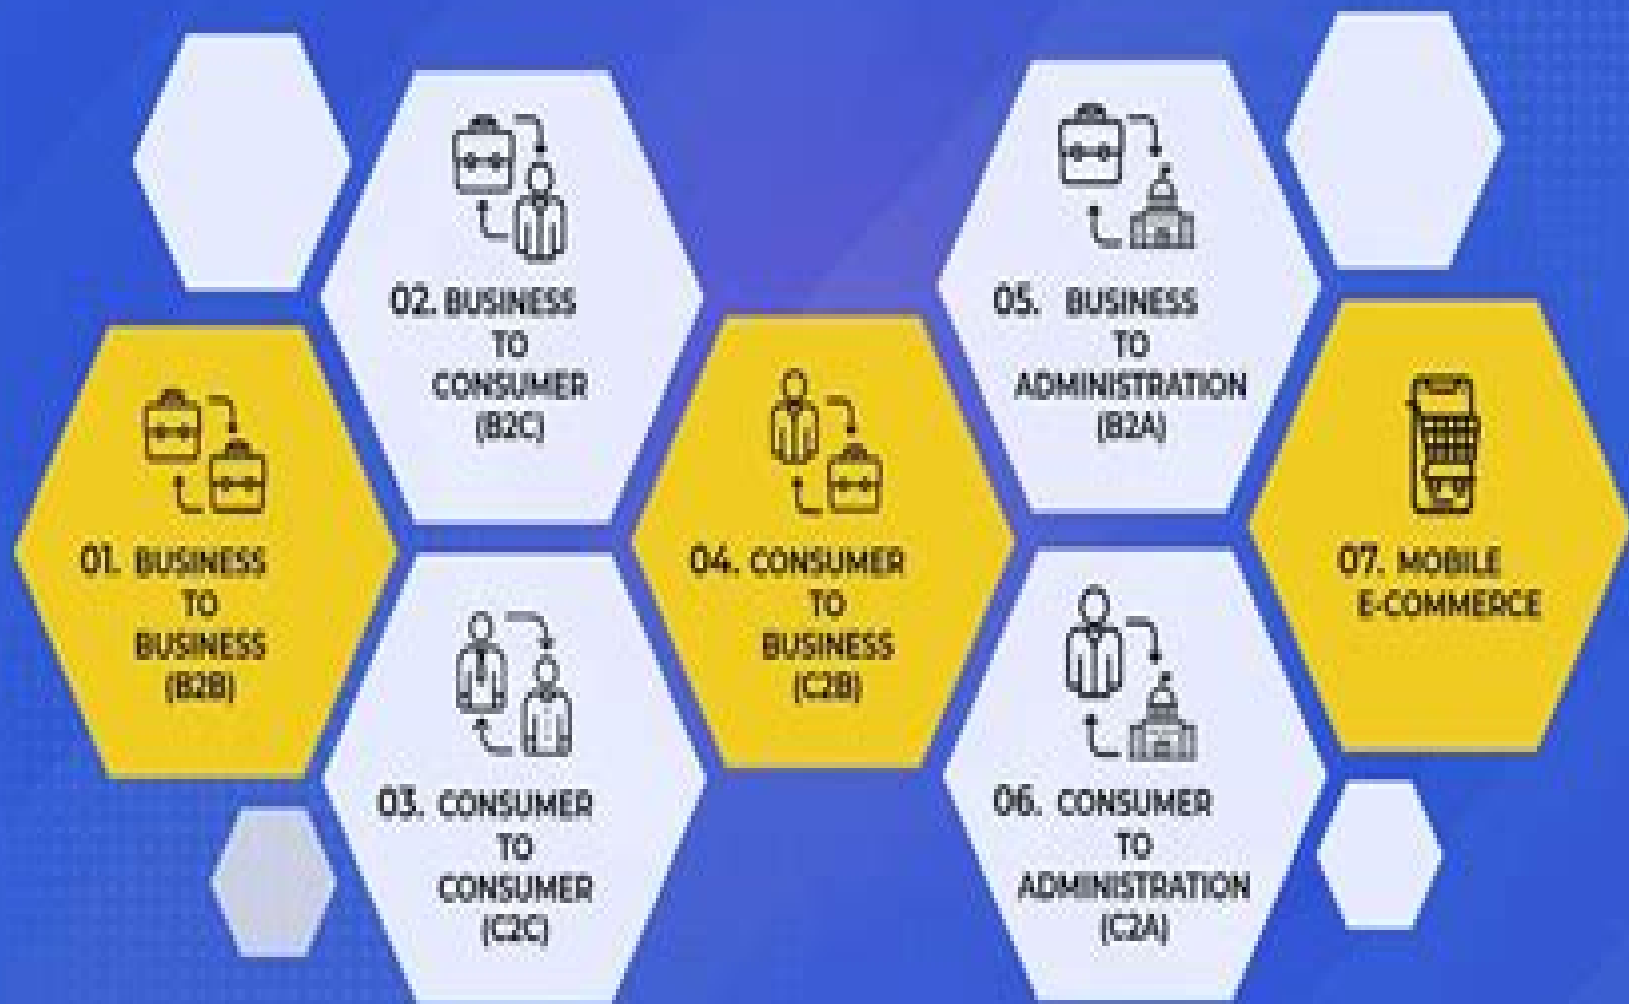 01. BUSINESS
TO
BUSINESS
(B2B)
02. BUSINESS
TO
CONSUMER
(B2C)
03. CONSUMER
TO
CONSUMER
(C2C)
04. CONSUMER
TO
BUSINESS
(C2B)
05. BUSINESS
TO
ADMINISTRATION
(B2A)
06. CONSUMER
TO
ADMINISTRATION
(C2A)
07. MOBILE
E-COMMERCE